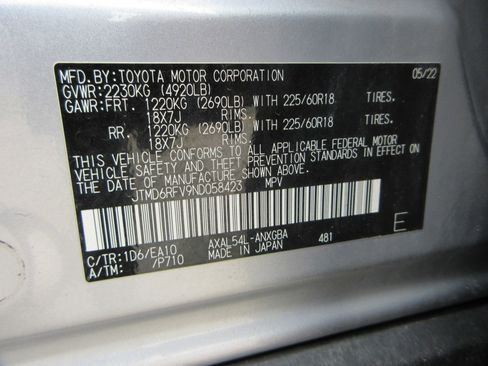 MFD.BY:TOYOTA MOTOR CORPORATION 05/22
GVWR:2230KG (4920LB)
GAWR:FRT. 1220KG (2690LB) WITH 225/60R18 TIRES.
18X7J RIMS.
RR 1220KG (2690LB) WITH 225/60R18 TIRES.
18X7J RIMS.
THIS VEHICLE CONFORMS TO ALL APPLICABLE FEDERAL MOTOR
VEHICLE SAFETY AND THEFT PREVENTION STANDARDS IN EFFECT ON
THE DATE OF MANUFACTURE SHOWN ABOVE.
JTMD6RFV9ND058423 MPV
E
C/TR:1D6/EA10 AXAL54L-ANXGBA 481
A/TM: /P710 MADE IN JAPAN